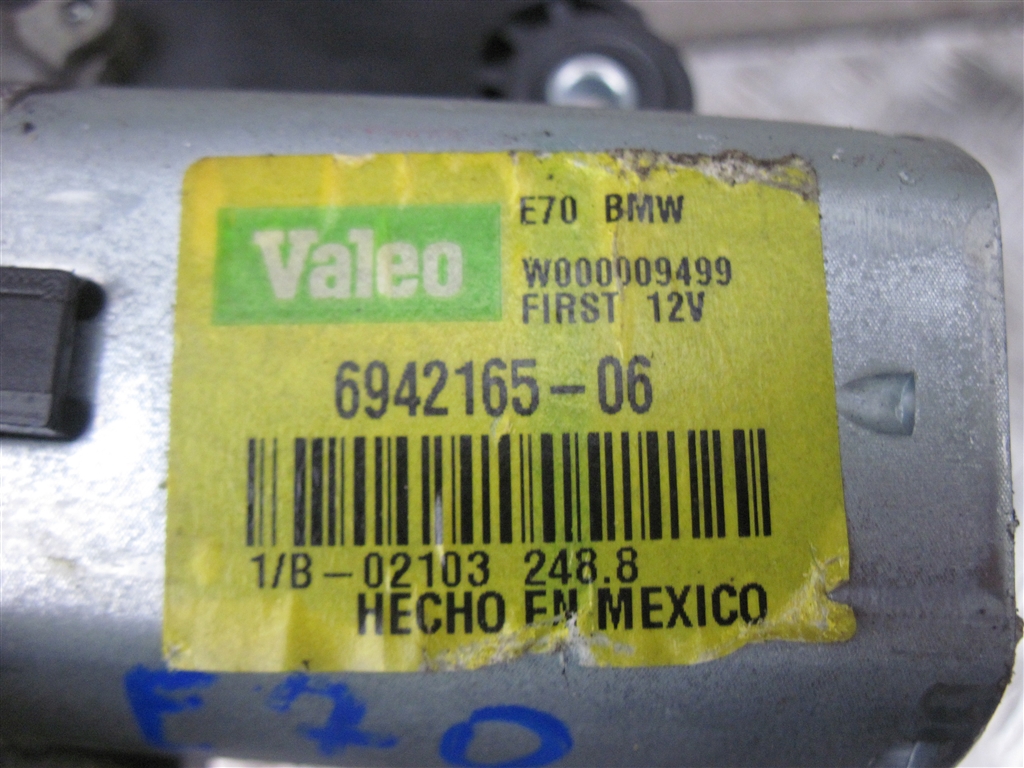 E70 BMW
Valeo
W000009499
FIRST 12V
6942165-06
1/B-02103 248.8
HECHO EN MEXICO
E70